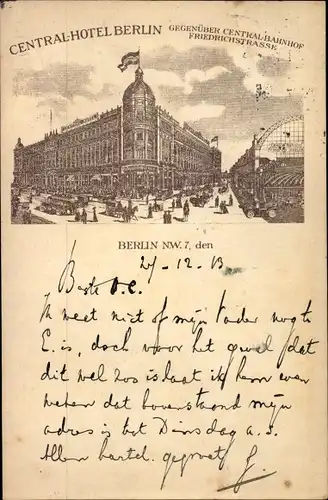 CENTRAL-HOTEL BERLIN GEGENÜBER CENTRAL-BAHNHOF
FRIEDRICHSTRASSE
BERLIN N.W. 7, den
27-12-13
Beste O.C.
Ik weet niet of mijn vader nog te
E. is, doch voor het geval dat
dit wel zoo is laat ik hem even
weten dat bovenstaand mijn
adres is tot Dinsdag a.s.
Allen hartel. gegroet